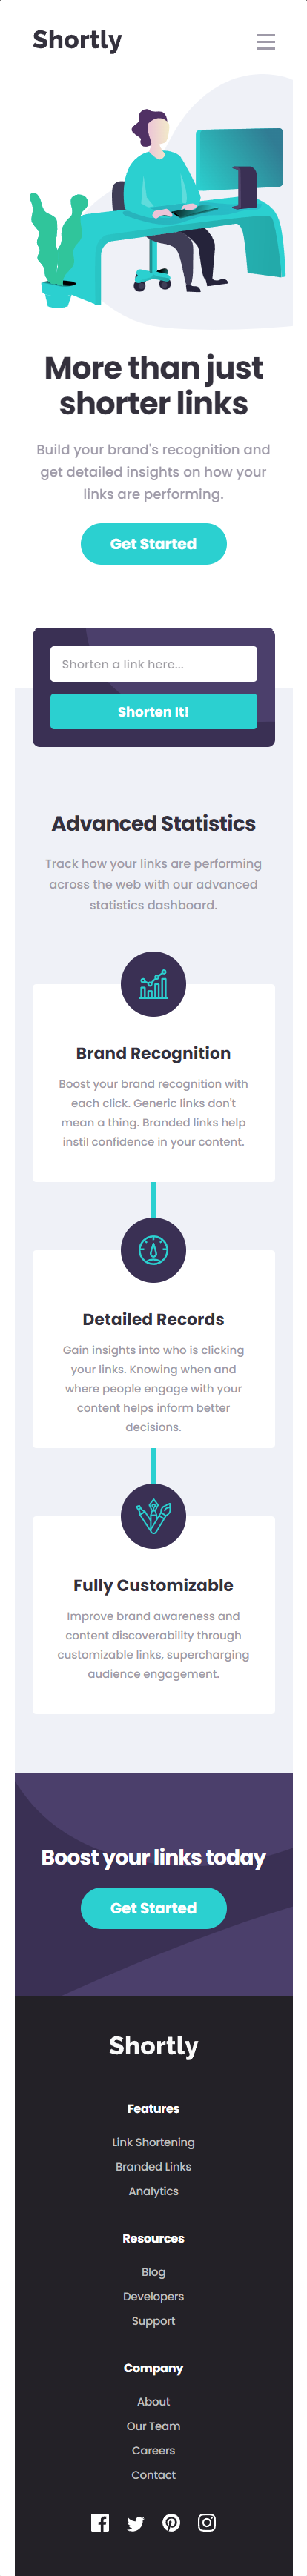 Shortly
More than just
shorter links
Build your brand's recognition and
get detailed insights on how your
links are performing.
Get Started
Shorten a link here...
Shorten It!
Advanced Statistics
Track how your links are performing
across the web with our advanced
statistics dashboard.
Brand Recognition
Boost your brand recognition with
each click. Generic links don't
mean a thing. Branded links help
instil confidence in your content.
Detailed Records
Gain insights into who is clicking
your links. Knowing when and
where people engage with your
content helps inform better
decisions.
Fully Customizable
Improve brand awareness and
content discoverability through
customizable links, supercharging
audience engagement.
Boost your links today
Get Started
Shortly
Features
Link Shortening
Branded Links
Analytics
Resources
Blog
Developers
Support
Company
About
Our Team
Careers
Contact